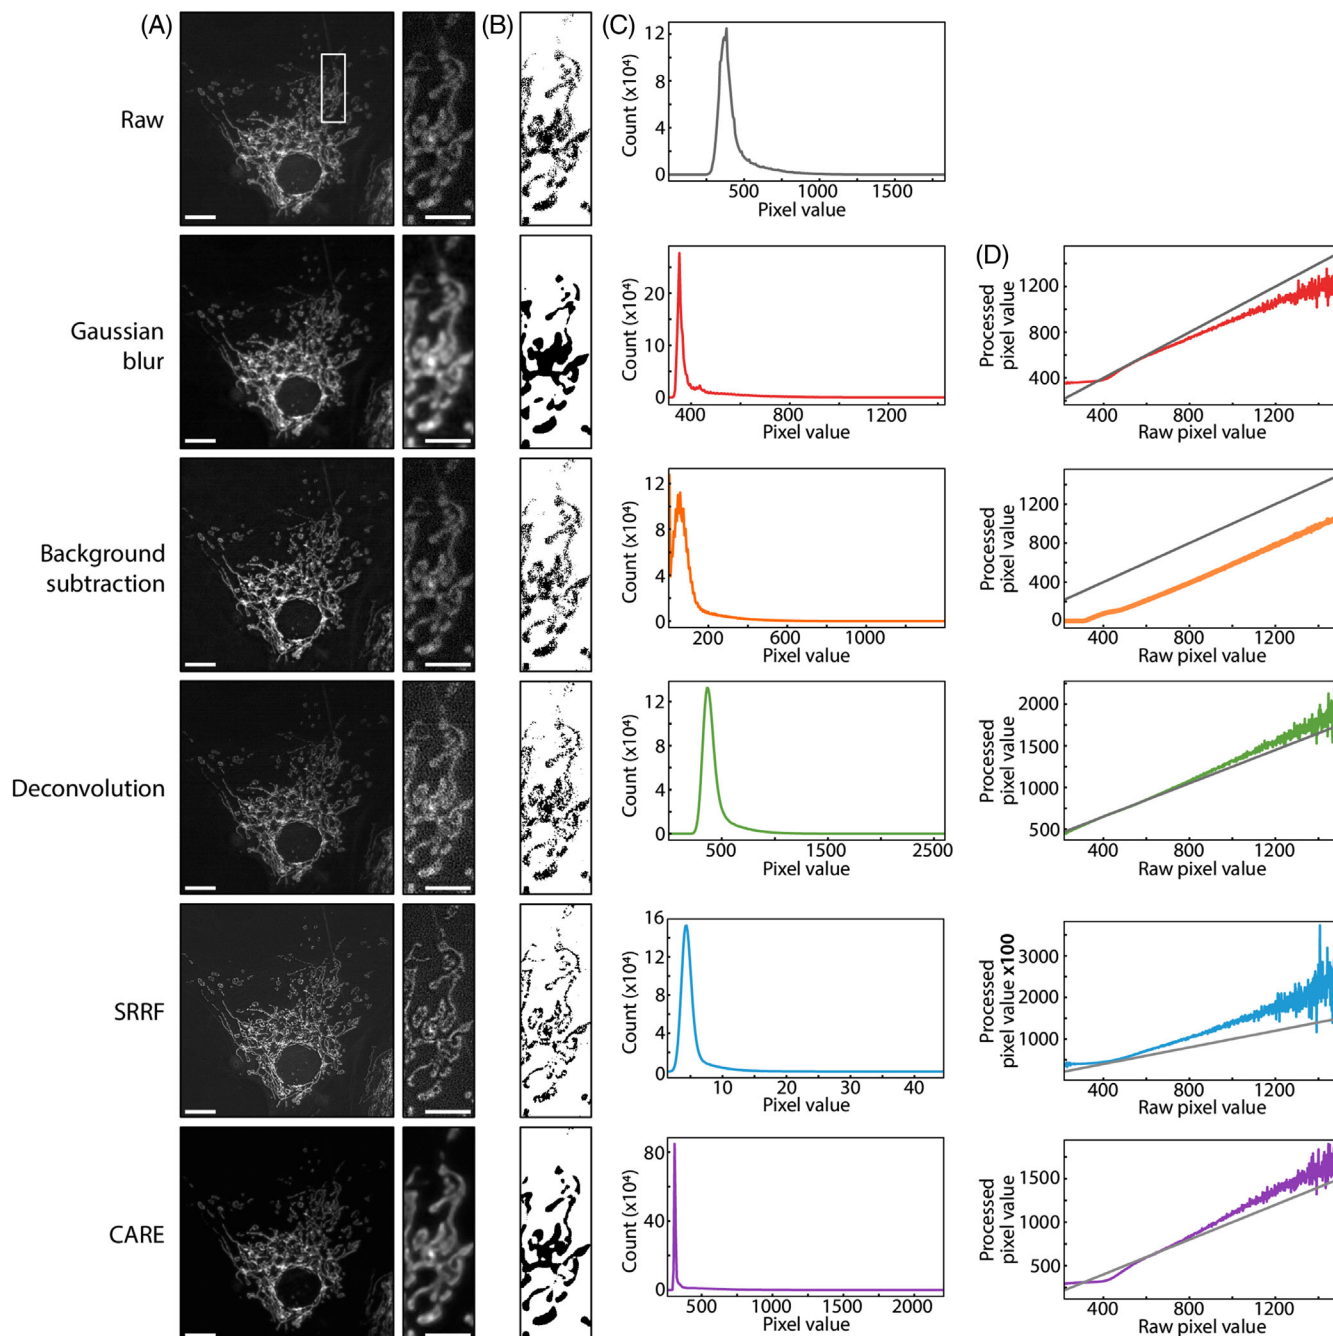 (A)
(B)
(C)
Raw
Count (x10⁴)
12
8
4
0
500
1000
1500
Pixel value
Gaussian
blur
Count (x10⁴)
20
10
0
400
800
1200
Pixel value
(D)
Processed
pixel value
1200
800
400
400
800
1200
Raw pixel value
Background
subtraction
Count (x10⁴)
12
8
4
0
200
600
1000
Pixel value
Processed
pixel value
1200
800
400
0
400
800
1200
Raw pixel value
Deconvolution
Count (x10⁴)
12
8
4
0
500
1500
2500
Pixel value
Processed
pixel value
2000
1500
1000
500
400
800
1200
Raw pixel value
SRRF
Count (x10⁴)
16
12
8
4
0
10
20
30
40
Pixel value
Processed
pixel value x100
3000
2000
1000
400
800
1200
Raw pixel value
CARE
Count (x10⁴)
80
40
0
500
1000
1500
2000
Pixel value
Processed
pixel value
1500
1000
500
400
800
1200
Raw pixel value